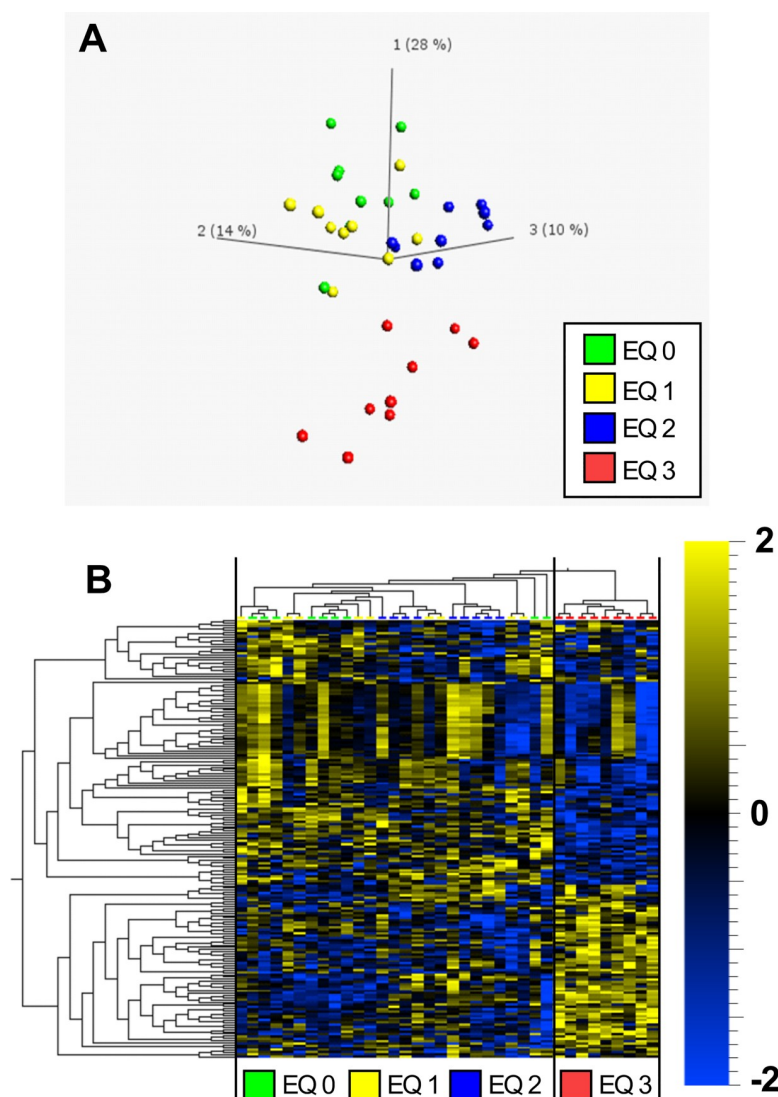 A
1 (28 %)
2 (14 %)
3 (10 %)
EQ 0
EQ 1
EQ 2
EQ 3
B
2
0
-2
EQ 0 EQ 1 EQ 2 EQ 3